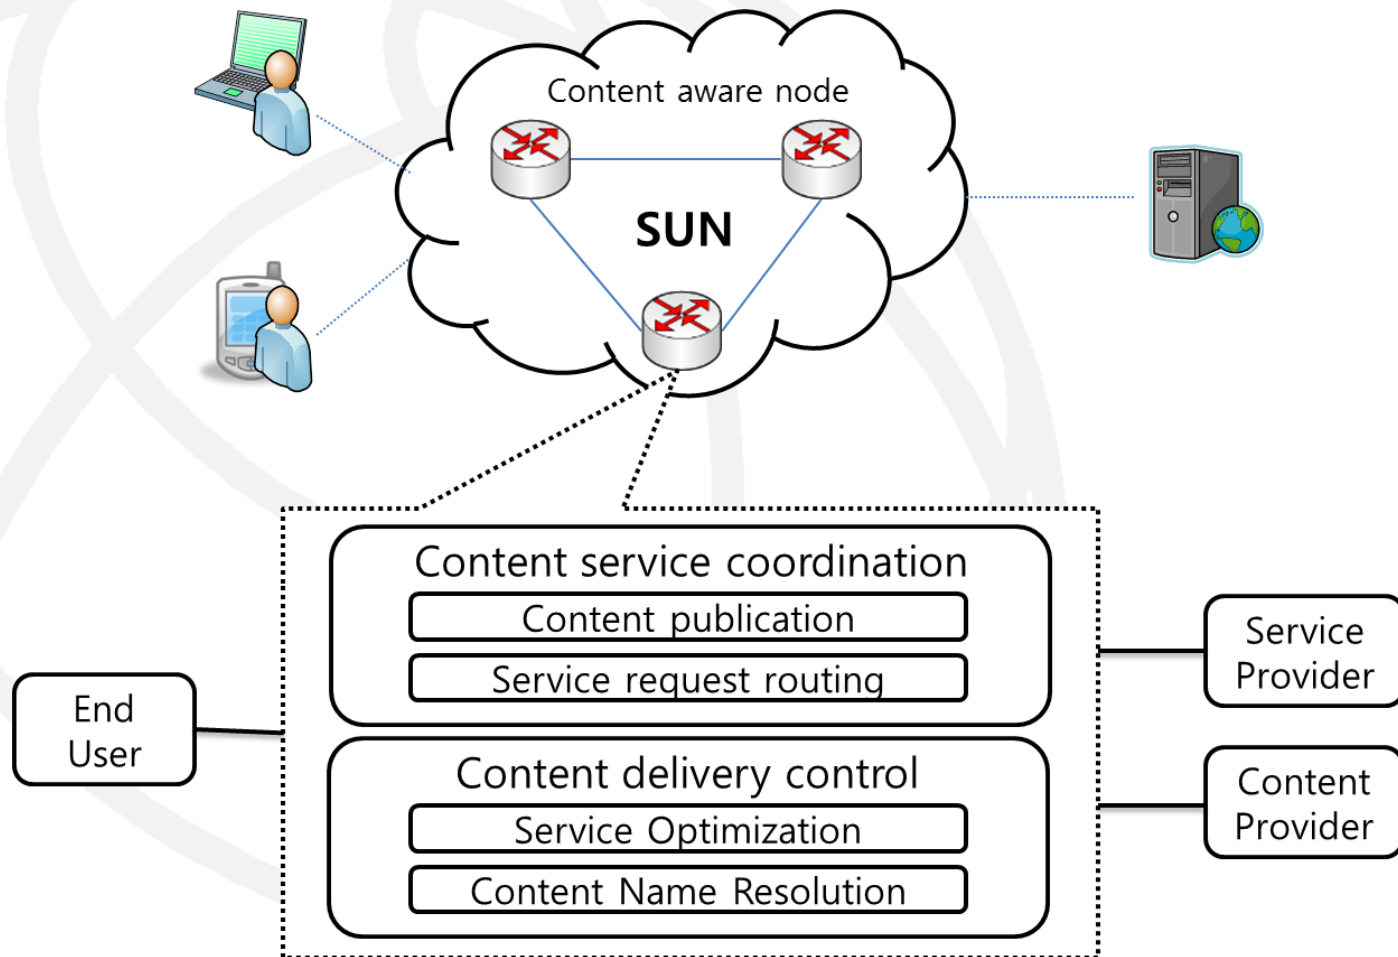 Content aware node
SUN
Content service coordination
Content publication
Service request routing
Content delivery control
Service Optimization
Content Name Resolution
End
User
Service
Provider
Content
Provider